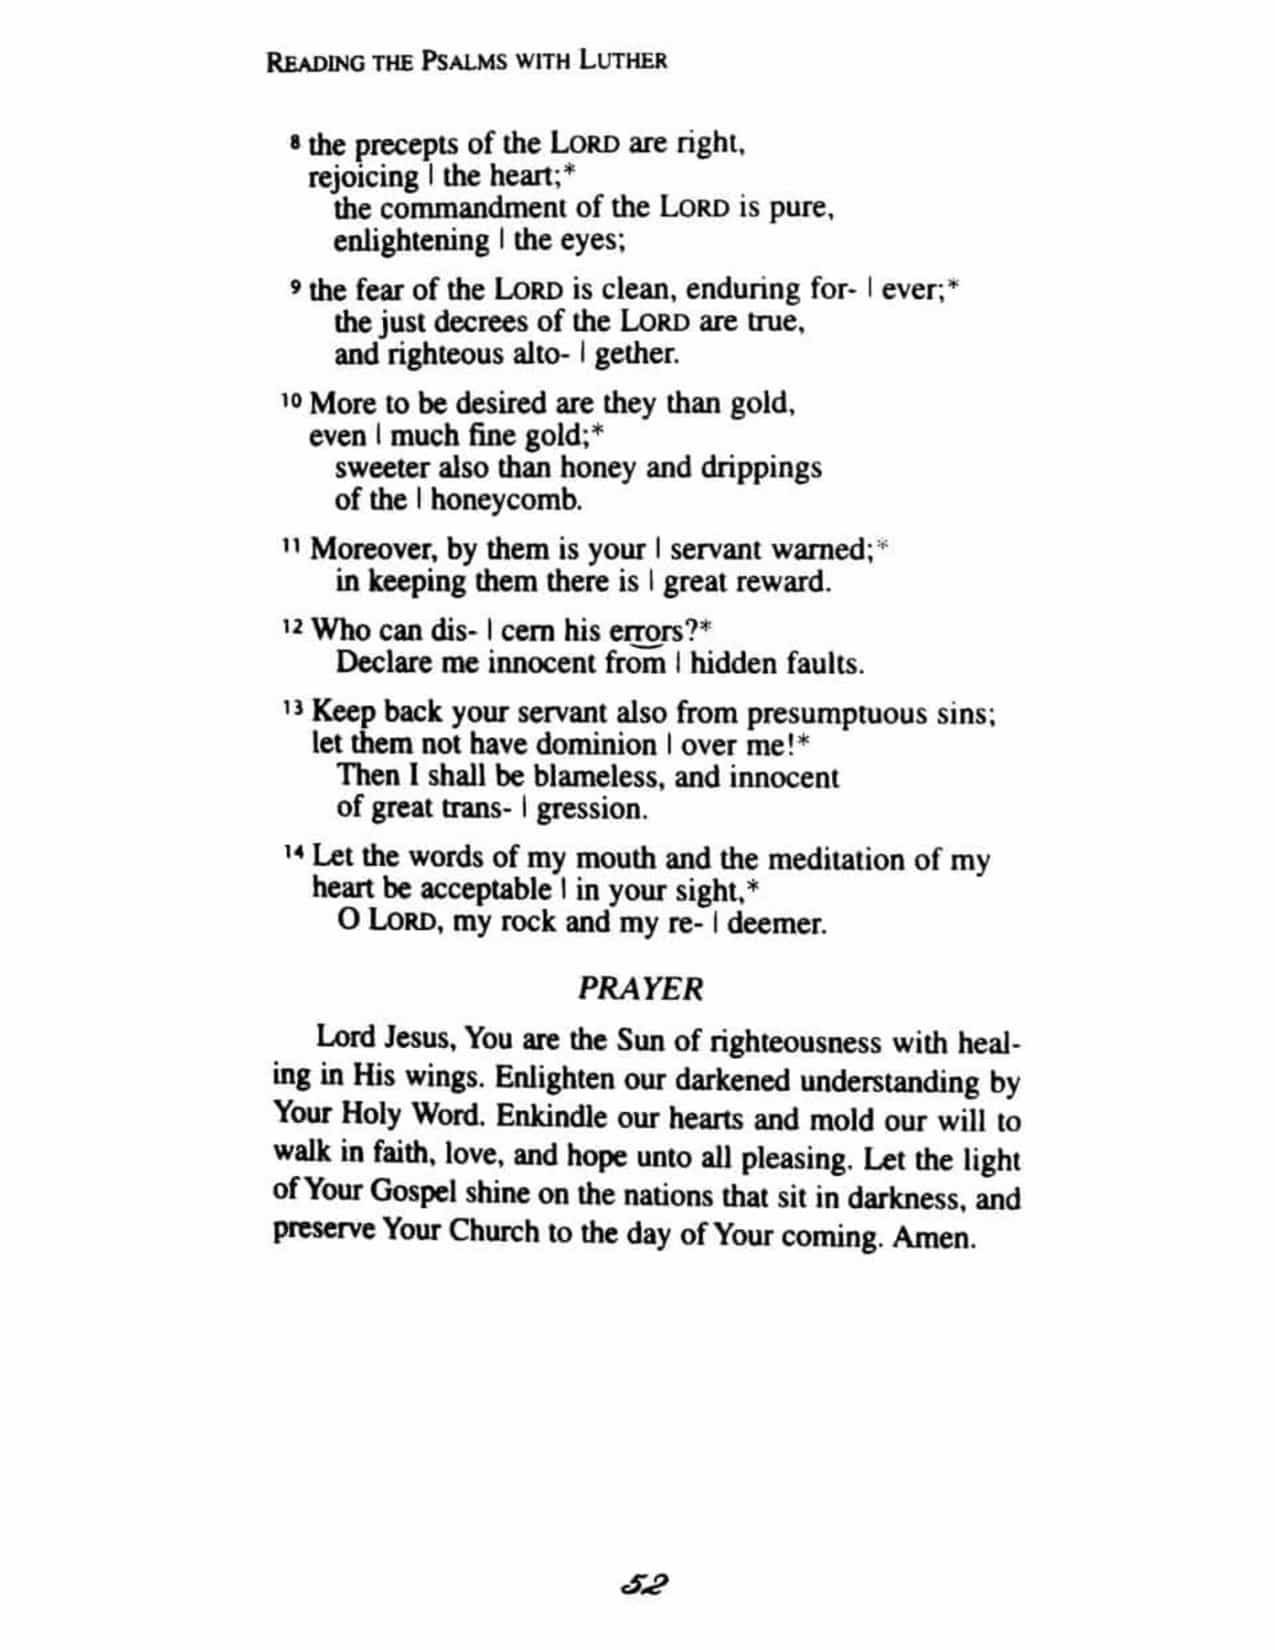 READING THE PSALMS WITH LUTHER
8 the precepts of the LORD are right,
rejoicing | the heart;*
the commandment of the LORD is pure,
enlightening | the eyes;
9 the fear of the LORD is clean, enduring for- | ever;*
the just decrees of the LORD are true,
and righteous alto- | gether.
10 More to be desired are they than gold,
even | much fine gold;*
sweeter also than honey and drippings
of the | honeycomb.
11 Moreover, by them is your | servant warned;*
in keeping them there is | great reward.
12 Who can dis- | cern his errors?*
Declare me innocent from | hidden faults.
13 Keep back your servant also from presumptuous sins;
let them not have dominion | over me!*
Then I shall be blameless, and innocent
of great trans- | gression.
14 Let the words of my mouth and the meditation of my
heart be acceptable | in your sight,*
O LORD, my rock and my re- | deemer.
PRAYER
Lord Jesus, You are the Sun of righteousness with heal-
ing in His wings. Enlighten our darkened understanding by
Your Holy Word. Enkindle our hearts and mold our will to
walk in faith, love, and hope unto all pleasing. Let the light
of Your Gospel shine on the nations that sit in darkness, and
preserve Your Church to the day of Your coming. Amen.
52